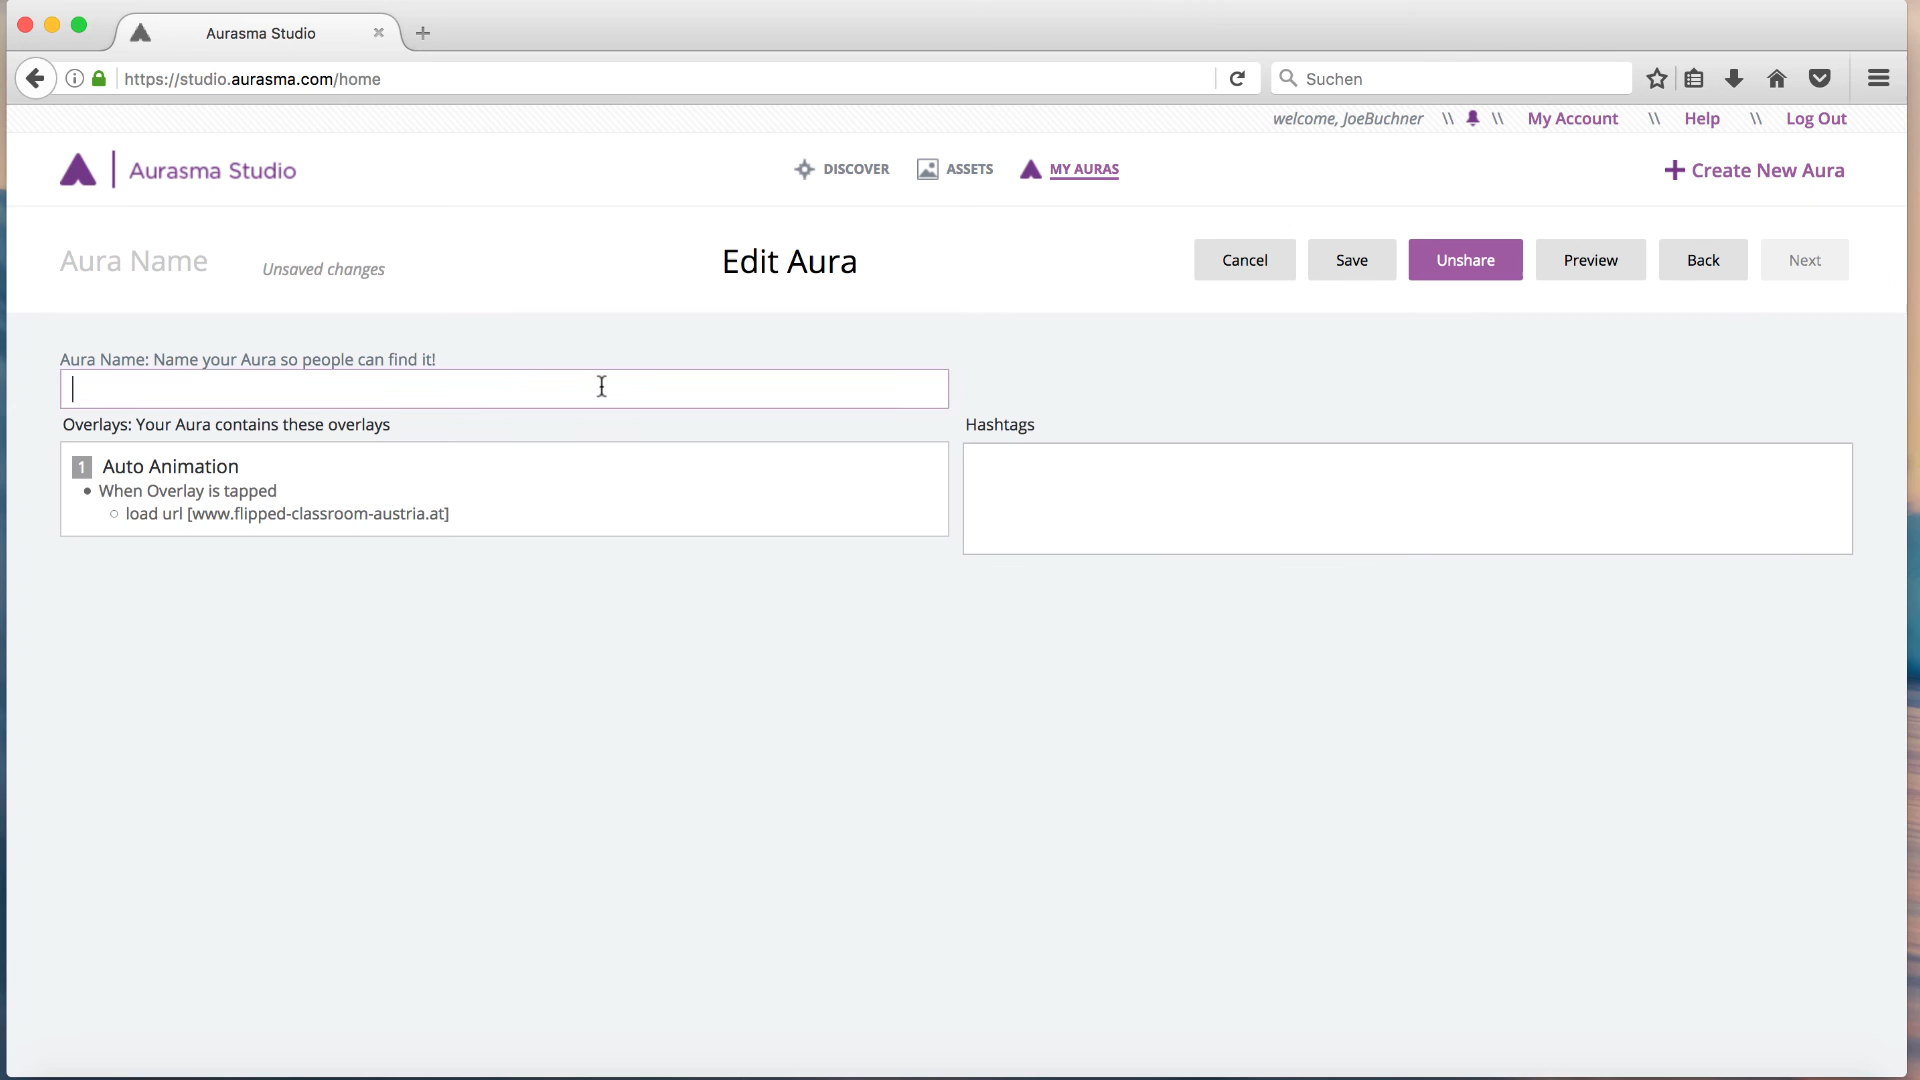 Aurasma Studio
https://studio.aurasma.com/home
Suchen
welcome, JoeBuchner \\ \\ My Account \\ Help \\ Log Out
Aurasma Studio
DISCOVER
ASSETS
MY AURAS
+ Create New Aura
Aura Name
Unsaved changes
Edit Aura
Cancel
Save
Unshare
Preview
Back
Next
Aura Name: Name your Aura so people can find it!
Overlays: Your Aura contains these overlays
Hashtags
1 Auto Animation
When Overlay is tapped
load url [www.flipped-classroom-austria.at]